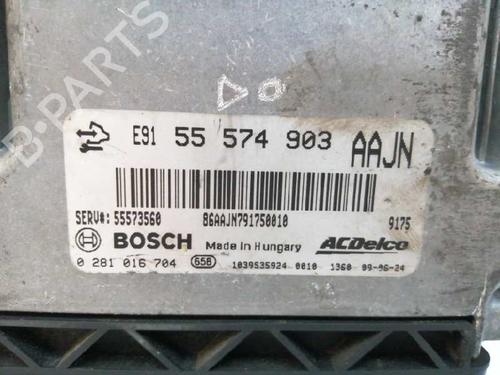 E91 55 574 903 AAJN
SERV#: 55573560 86AAJN791750010 9175
BOSCH Made in Hungary ACDelco
0 281 016 704 658 1039S35924 0010 1360 09-06-24
B-PARTS